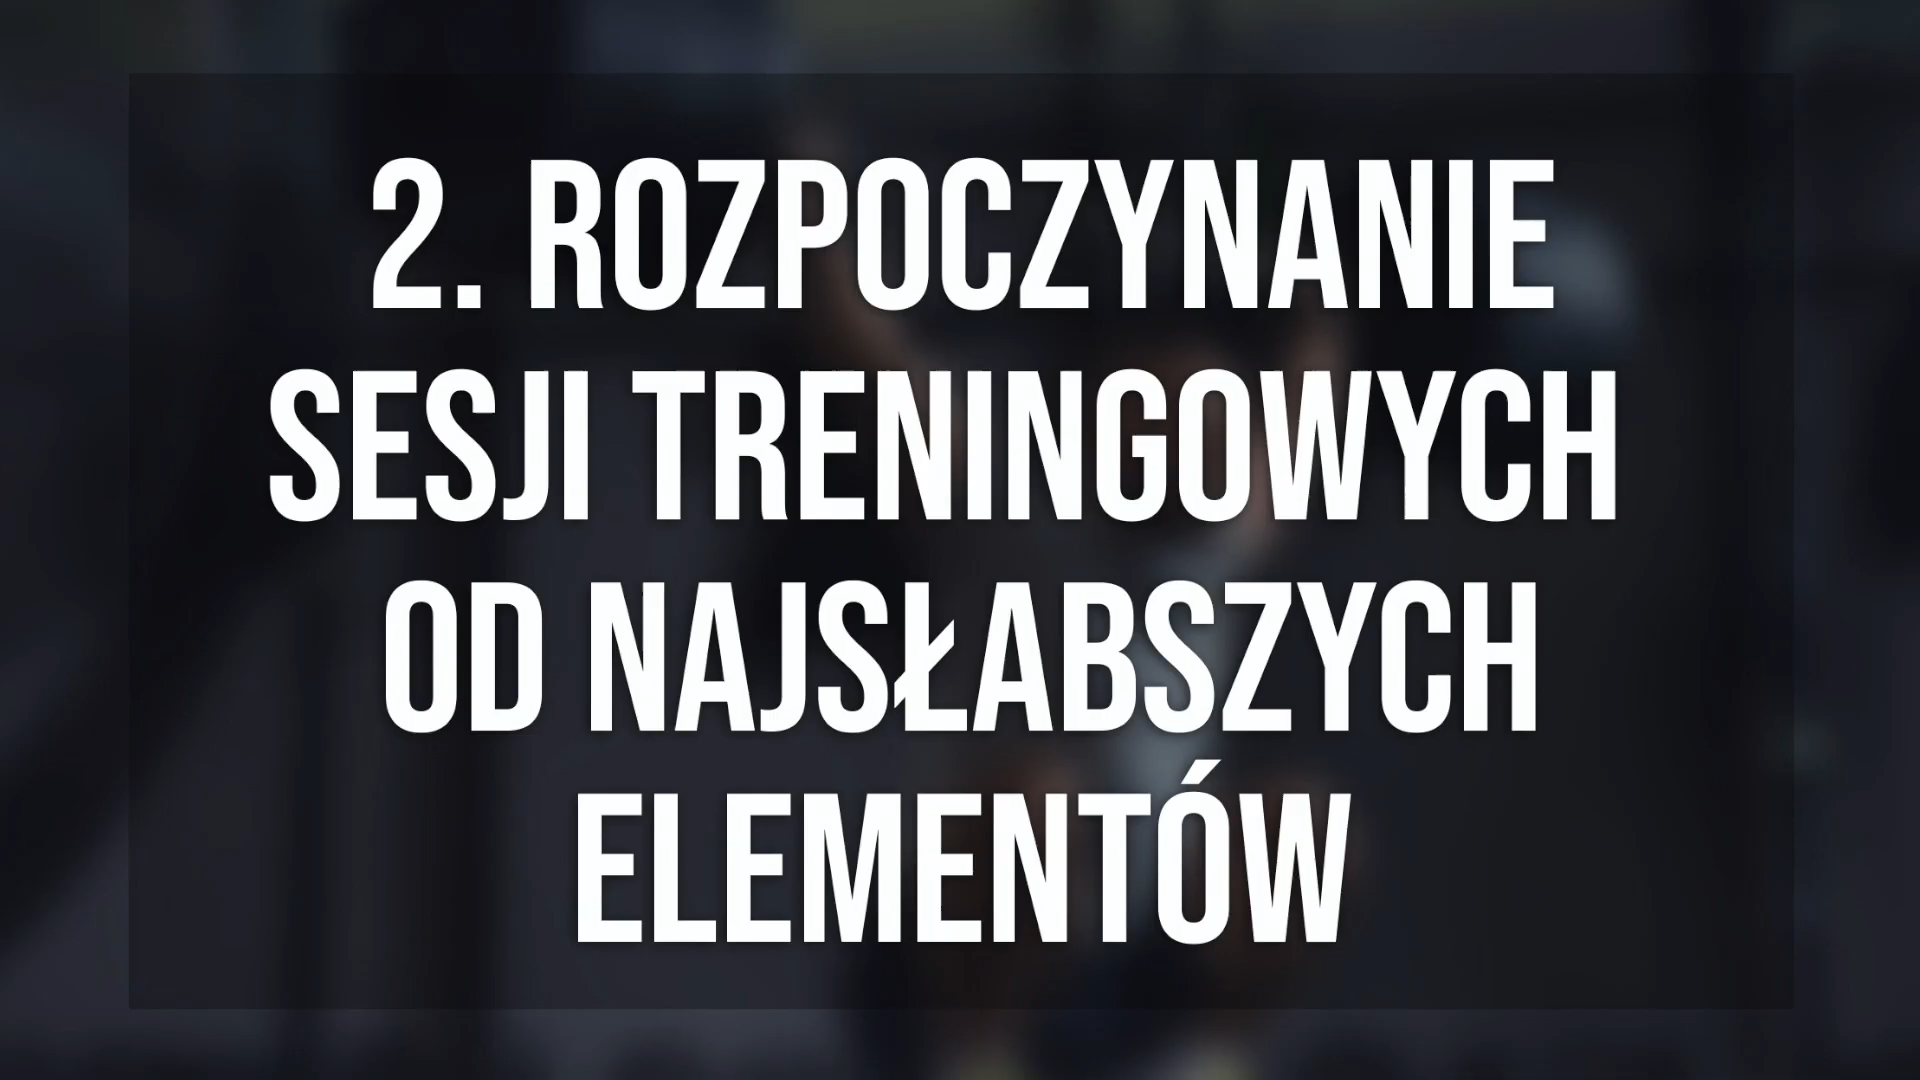 2. ROZPOCZYNANIE
SESJI TRENINGOWYCH
OD NAJSŁABSZYCH
ELEMENTÓW